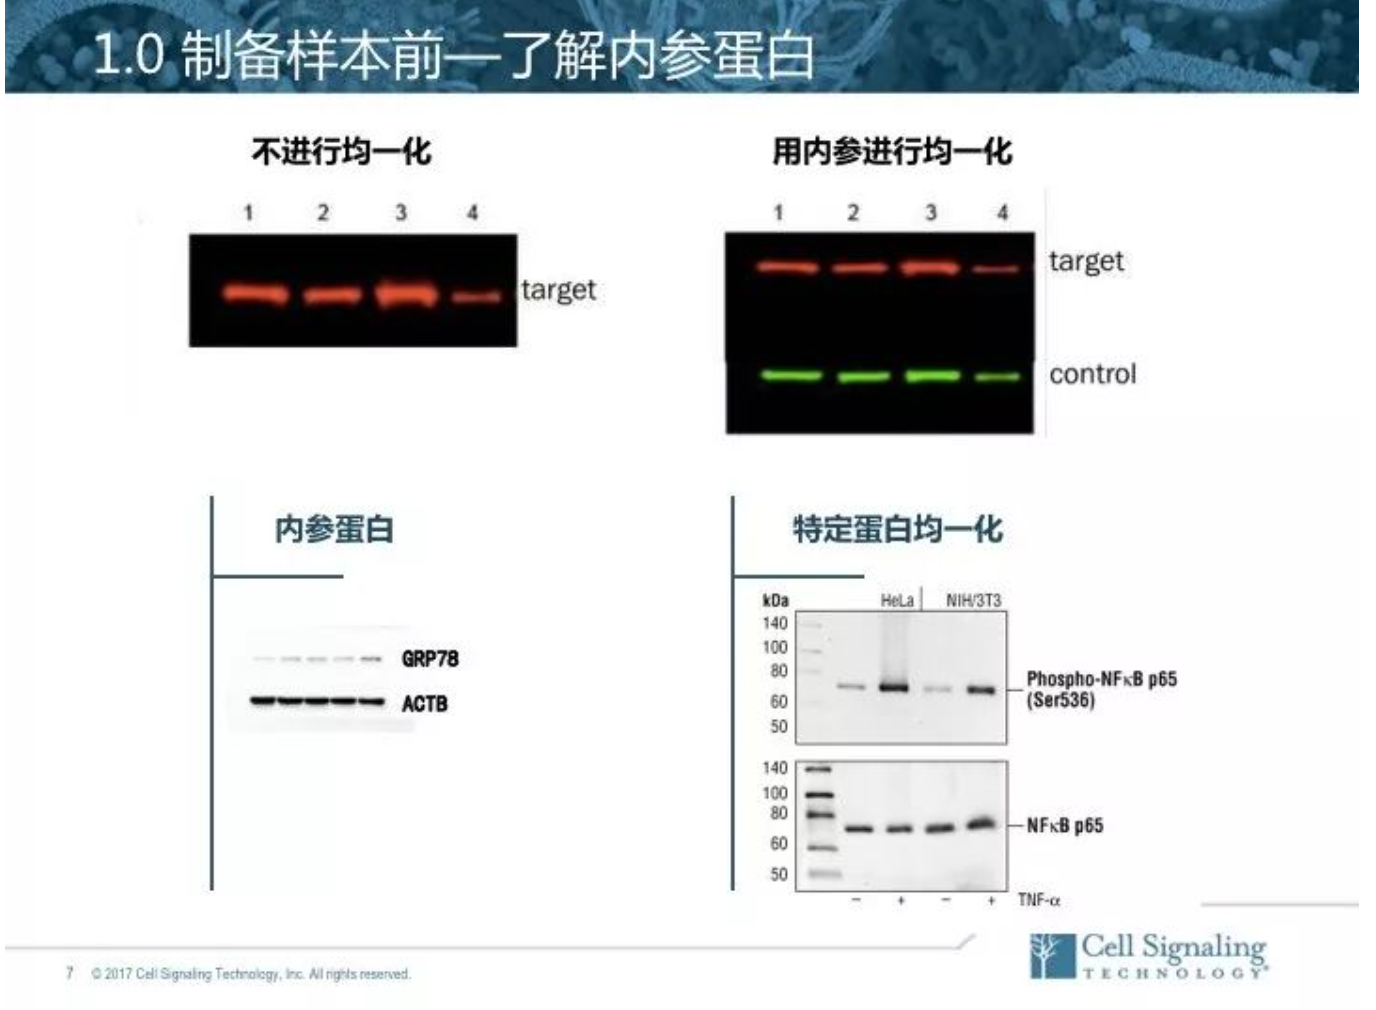 1.0 制备样本前—了解内参蛋白
不进行均一化
1 2 3 4
target
用内参进行均一化
1 2 3 4
target
control
内参蛋白
GRP78
ACTB
特定蛋白均一化
kDa HeLa NIH/3T3
140
100
80
60
50
Phospho-NFκB p65
(Ser536)
140
100
80
60
50
NFκB p65
– + – + TNF-α
7 © 2017 Cell Signaling Technology, Inc. All rights reserved.
Cell Signaling
TECHNOLOGY®